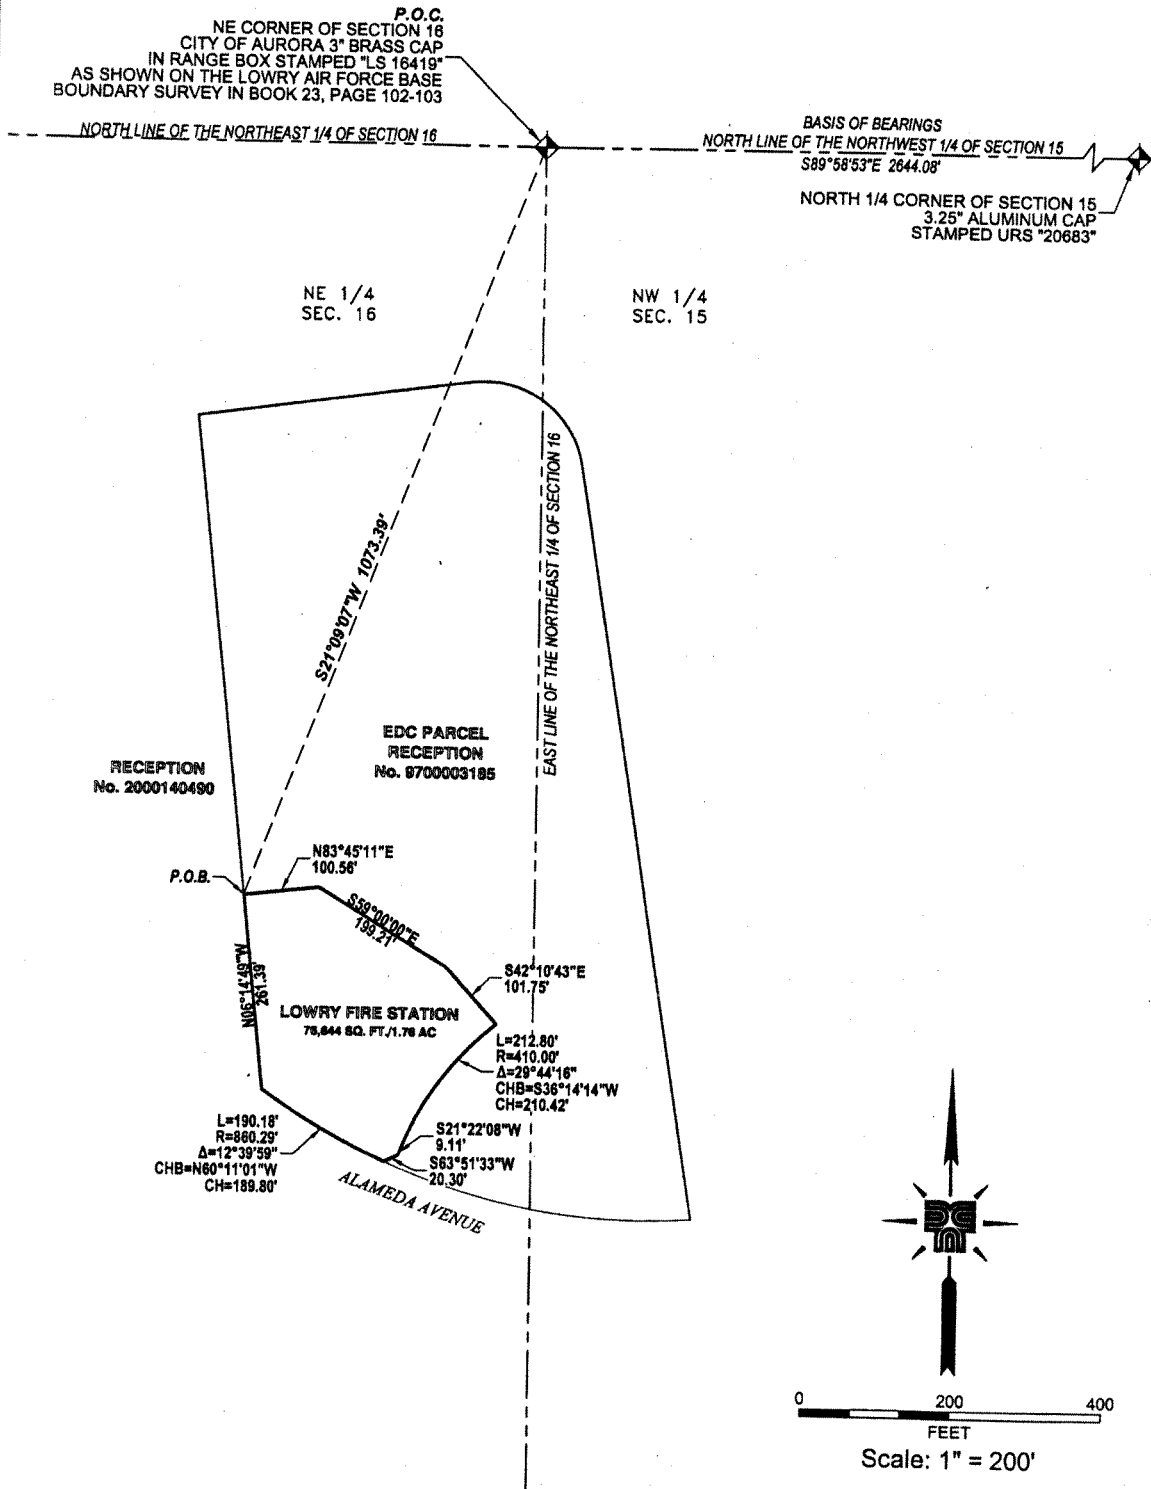 P.O.C.
NE CORNER OF SECTION 16
CITY OF AURORA 3" BRASS CAP
IN RANGE BOX STAMPED "LS 16419"
AS SHOWN ON THE LOWRY AIR FORCE BASE
BOUNDARY SURVEY IN BOOK 23, PAGE 102-103
NORTH LINE OF THE NORTHEAST 1/4 OF SECTION 16
BASIS OF BEARINGS
NORTH LINE OF THE NORTHWEST 1/4 OF SECTION 15
S89°58'53"E 2644.08'
NORTH 1/4 CORNER OF SECTION 15
3.25" ALUMINUM CAP
STAMPED URS "20683"
NE 1/4
SEC. 16
NW 1/4
SEC. 15
EAST LINE OF THE NORTHEAST 1/4 OF SECTION 16
S21°09'07"W 1073.39'
EDC PARCEL
RECEPTION
No. 9700003185
RECEPTION
No. 2000140490
N83°45'11"E
100.56'
P.O.B.
S59°00'00"E
199.21'
N06°14'49"W
261.39'
S42°10'43"E
101.75'
LOWRY FIRE STATION
SQ. FT./1.76 AC
L=212.80'
R=410.00'
Δ=29°44'16"
CHB=S36°14'14"W
CH=210.42'
L=190.18'
R=860.29'
Δ=12°39'59"
CHB=N60°11'01"W
CH=189.80'
S21°22'08"W
9.11'
S63°51'33"W
20.30'
ALAMEDA AVENUE
0 200 400
FEET
Scale: 1" = 200'